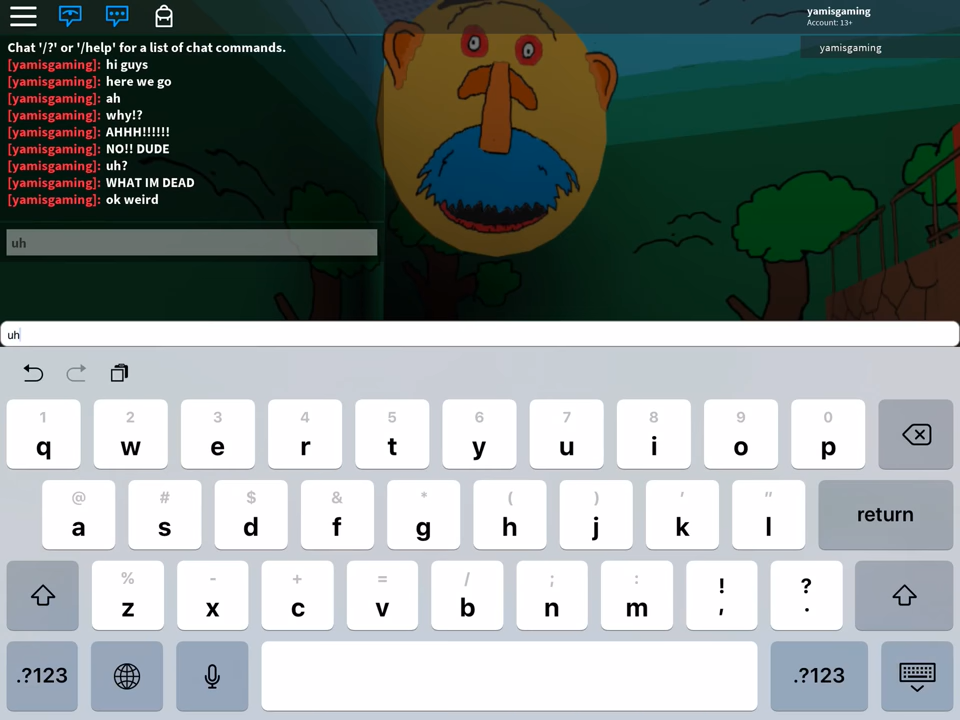 yamisgaming
Account: 13+
yamisgaming
Chat '/?' or '/help' for a list of chat commands.
[yamisgaming]: hi guys
[yamisgaming]: here we go
[yamisgaming]: ah
[yamisgaming]: why!?
[yamisgaming]: AHHH!!!!!!
[yamisgaming]: NO!! DUDE
[yamisgaming]: uh?
[yamisgaming]: WHAT IM DEAD
[yamisgaming]: ok weird
uh
uh
1 2 3 4 5 6 7 8 9 0
q w e r t y u i o p
@ # $ & * ( ) ' "
a s d f g h j k l return
% - + = / ; : ! ?
z x c v b n m , .
.?123 .?123